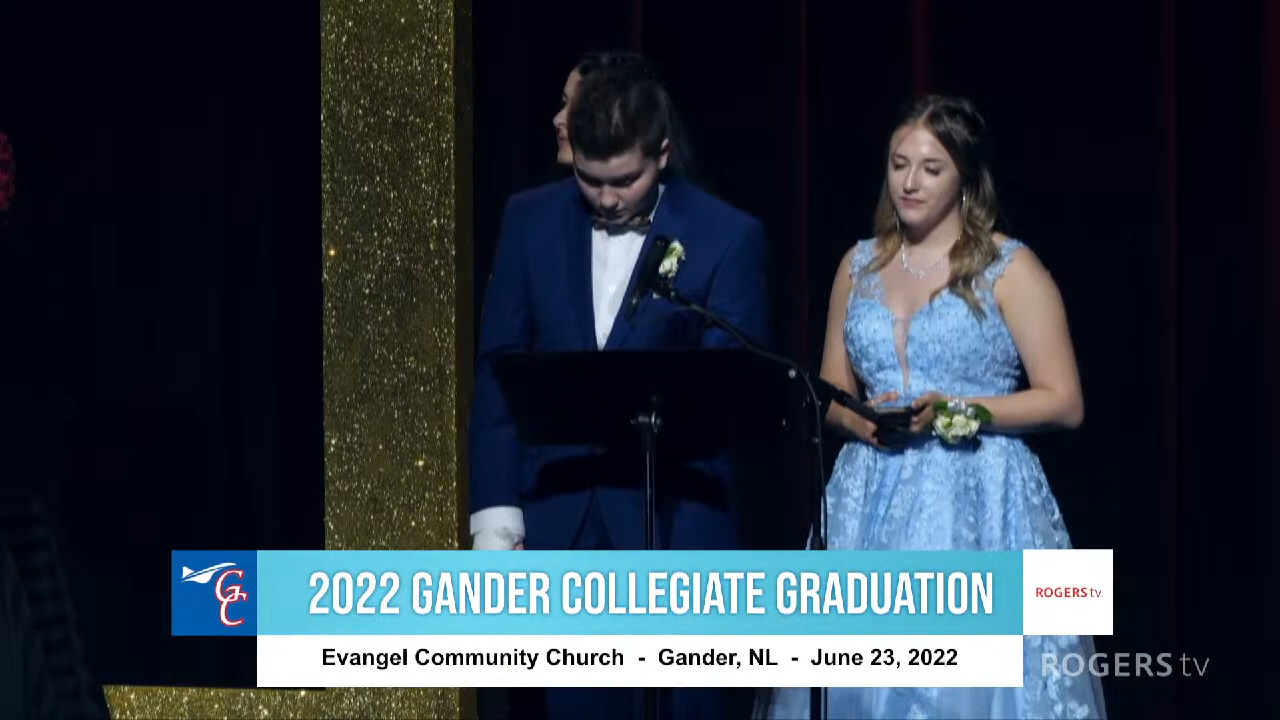 GC
2022 GANDER COLLEGIATE GRADUATION
ROGERS tv
Evangel Community Church - Gander, NL - June 23, 2022
ROGERS tv